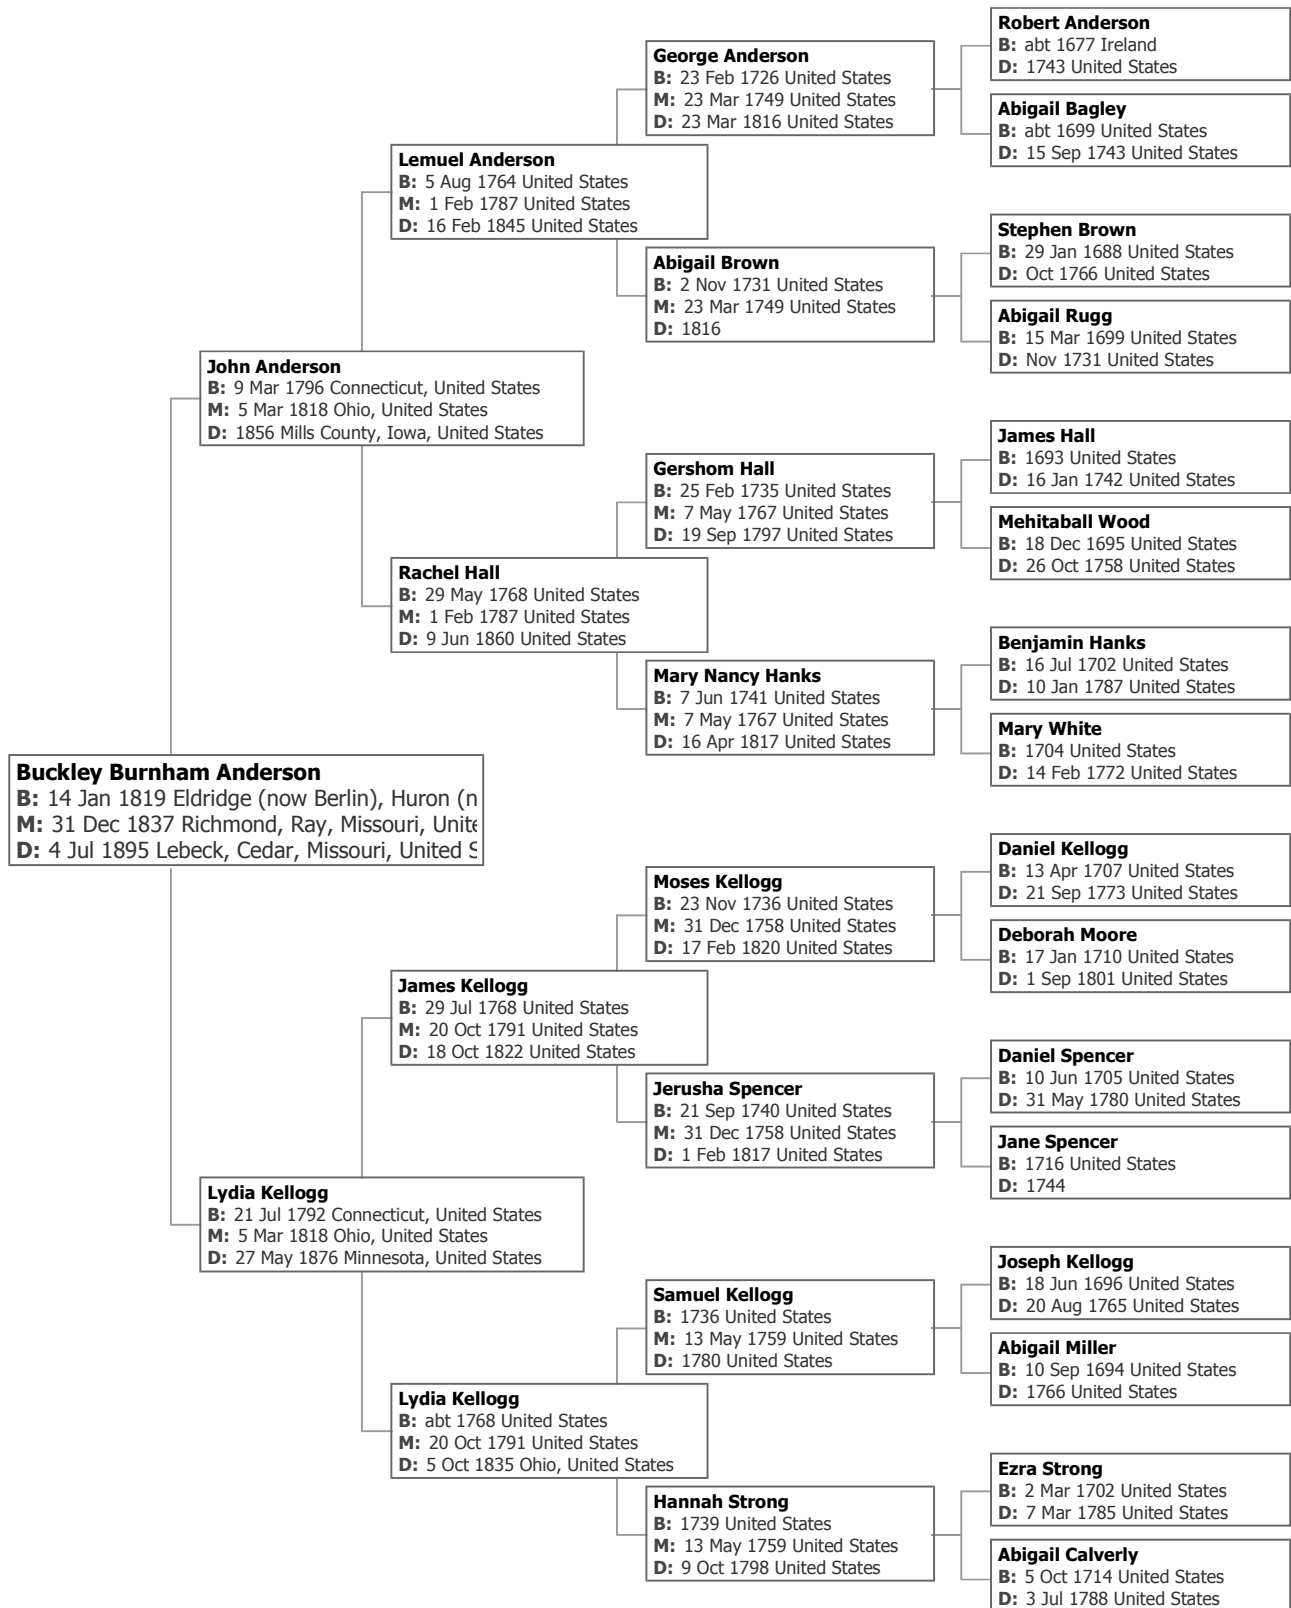 Robert Anderson
B: abt 1677 Ireland
D: 1743 United States
George Anderson
B: 23 Feb 1726 United States
M: 23 Mar 1749 United States
D: 23 Mar 1816 United States
Abigail Bagley
B: abt 1699 United States
D: 15 Sep 1743 United States
Lemuel Anderson
B: 5 Aug 1764 United States
M: 1 Feb 1787 United States
D: 16 Feb 1845 United States
Stephen Brown
B: 29 Jan 1688 United States
D: Oct 1766 United States
Abigail Brown
B: 2 Nov 1731 United States
M: 23 Mar 1749 United States
D: 1816
Abigail Rugg
B: 15 Mar 1699 United States
D: Nov 1731 United States
John Anderson
B: 9 Mar 1796 Connecticut, United States
M: 5 Mar 1818 Ohio, United States
D: 1856 Mills County, Iowa, United States
James Hall
B: 1693 United States
D: 16 Jan 1742 United States
Gershom Hall
B: 25 Feb 1735 United States
M: 7 May 1767 United States
D: 19 Sep 1797 United States
Mehitaball Wood
B: 18 Dec 1695 United States
D: 26 Oct 1758 United States
Rachel Hall
B: 29 May 1768 United States
M: 1 Feb 1787 United States
D: 9 Jun 1860 United States
Benjamin Hanks
B: 16 Jul 1702 United States
D: 10 Jan 1787 United States
Mary Nancy Hanks
B: 7 Jun 1741 United States
M: 7 May 1767 United States
D: 16 Apr 1817 United States
Mary White
B: 1704 United States
D: 14 Feb 1772 United States
Buckley Burnham Anderson
B: 14 Jan 1819 Eldridge (now Berlin), Huron (n
M: 31 Dec 1837 Richmond, Ray, Missouri, Unite
D: 4 Jul 1895 Lebeck, Cedar, Missouri, United S
Daniel Kellogg
B: 13 Apr 1707 United States
D: 21 Sep 1773 United States
Moses Kellogg
B: 23 Nov 1736 United States
M: 31 Dec 1758 United States
D: 17 Feb 1820 United States
Deborah Moore
B: 17 Jan 1710 United States
D: 1 Sep 1801 United States
James Kellogg
B: 29 Jul 1768 United States
M: 20 Oct 1791 United States
D: 18 Oct 1822 United States
Daniel Spencer
B: 10 Jun 1705 United States
D: 31 May 1780 United States
Jerusha Spencer
B: 21 Sep 1740 United States
M: 31 Dec 1758 United States
D: 1 Feb 1817 United States
Jane Spencer
B: 1716 United States
D: 1744
Lydia Kellogg
B: 21 Jul 1792 Connecticut, United States
M: 5 Mar 1818 Ohio, United States
D: 27 May 1876 Minnesota, United States
Joseph Kellogg
B: 18 Jun 1696 United States
D: 20 Aug 1765 United States
Samuel Kellogg
B: 1736 United States
M: 13 May 1759 United States
D: 1780 United States
Abigail Miller
B: 10 Sep 1694 United States
D: 1766 United States
Lydia Kellogg
B: abt 1768 United States
M: 20 Oct 1791 United States
D: 5 Oct 1835 Ohio, United States
Ezra Strong
B: 2 Mar 1702 United States
D: 7 Mar 1785 United States
Hannah Strong
B: 1739 United States
M: 13 May 1759 United States
D: 9 Oct 1798 United States
Abigail Calverly
B: 5 Oct 1714 United States
D: 3 Jul 1788 United States